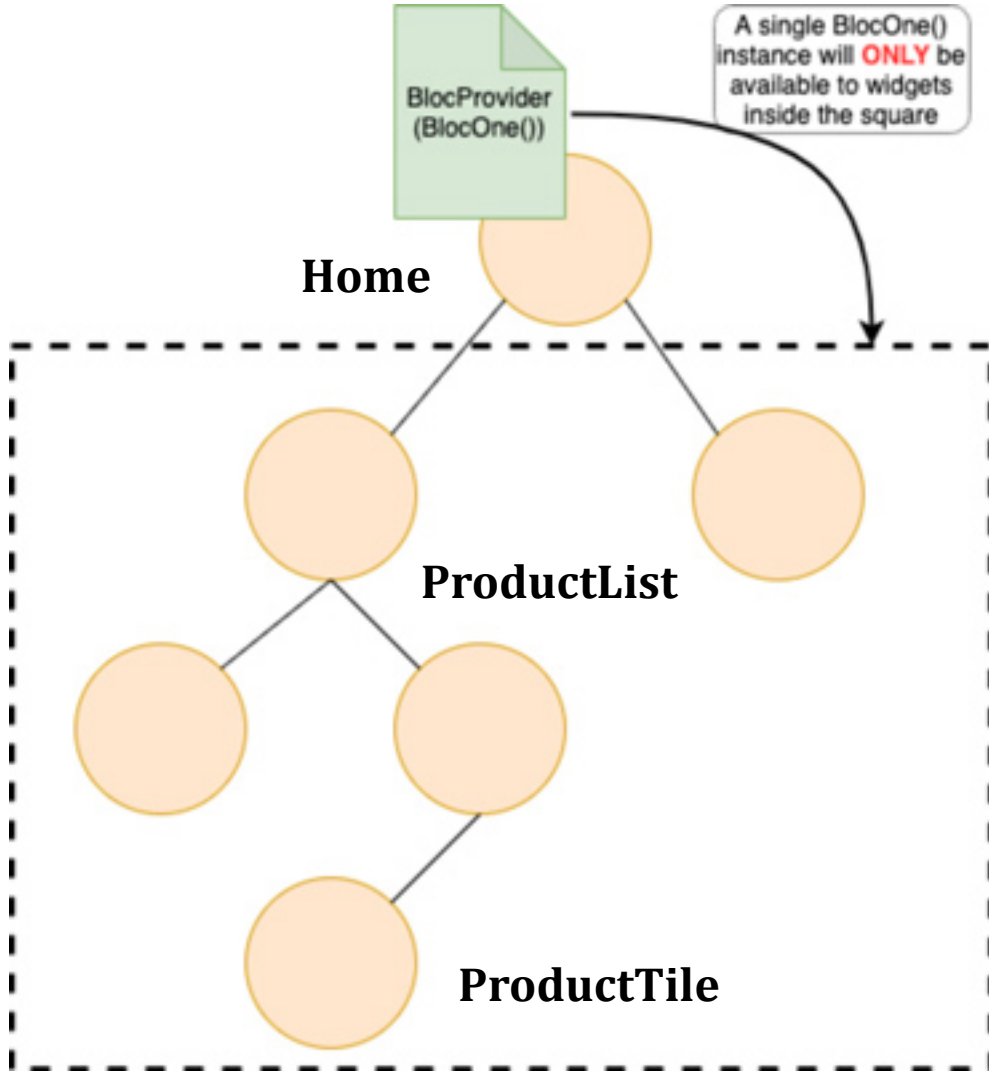 A single BlocOne()
instance will ONLY be
available to widgets
inside the square
BlocProvider
(BlocOne())
Home
ProductList
ProductTile